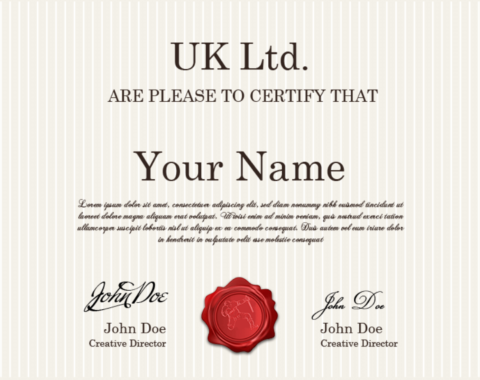 UK Ltd.
ARE PLEASE TO CERTIFY THAT
Your Name
Lorem ipsum dolor sit amet, consectetuer adipiscing elit, sed diam nonummy nibh euismod tincidunt ut
laoreet dolore magna aliquam erat volutpat. Wisisi enim ad minim veniam, quis nostrud exerci tation
ullamcorper suscipit lobortis nisl ut aliquip ex ea commodo consequat. Duis autem vel eum iriure dolor
in hendrerit in vulputate velit esse molestie consequat
John Doe
John Doe
John Doe
Creative Director
John Doe
Creative Director